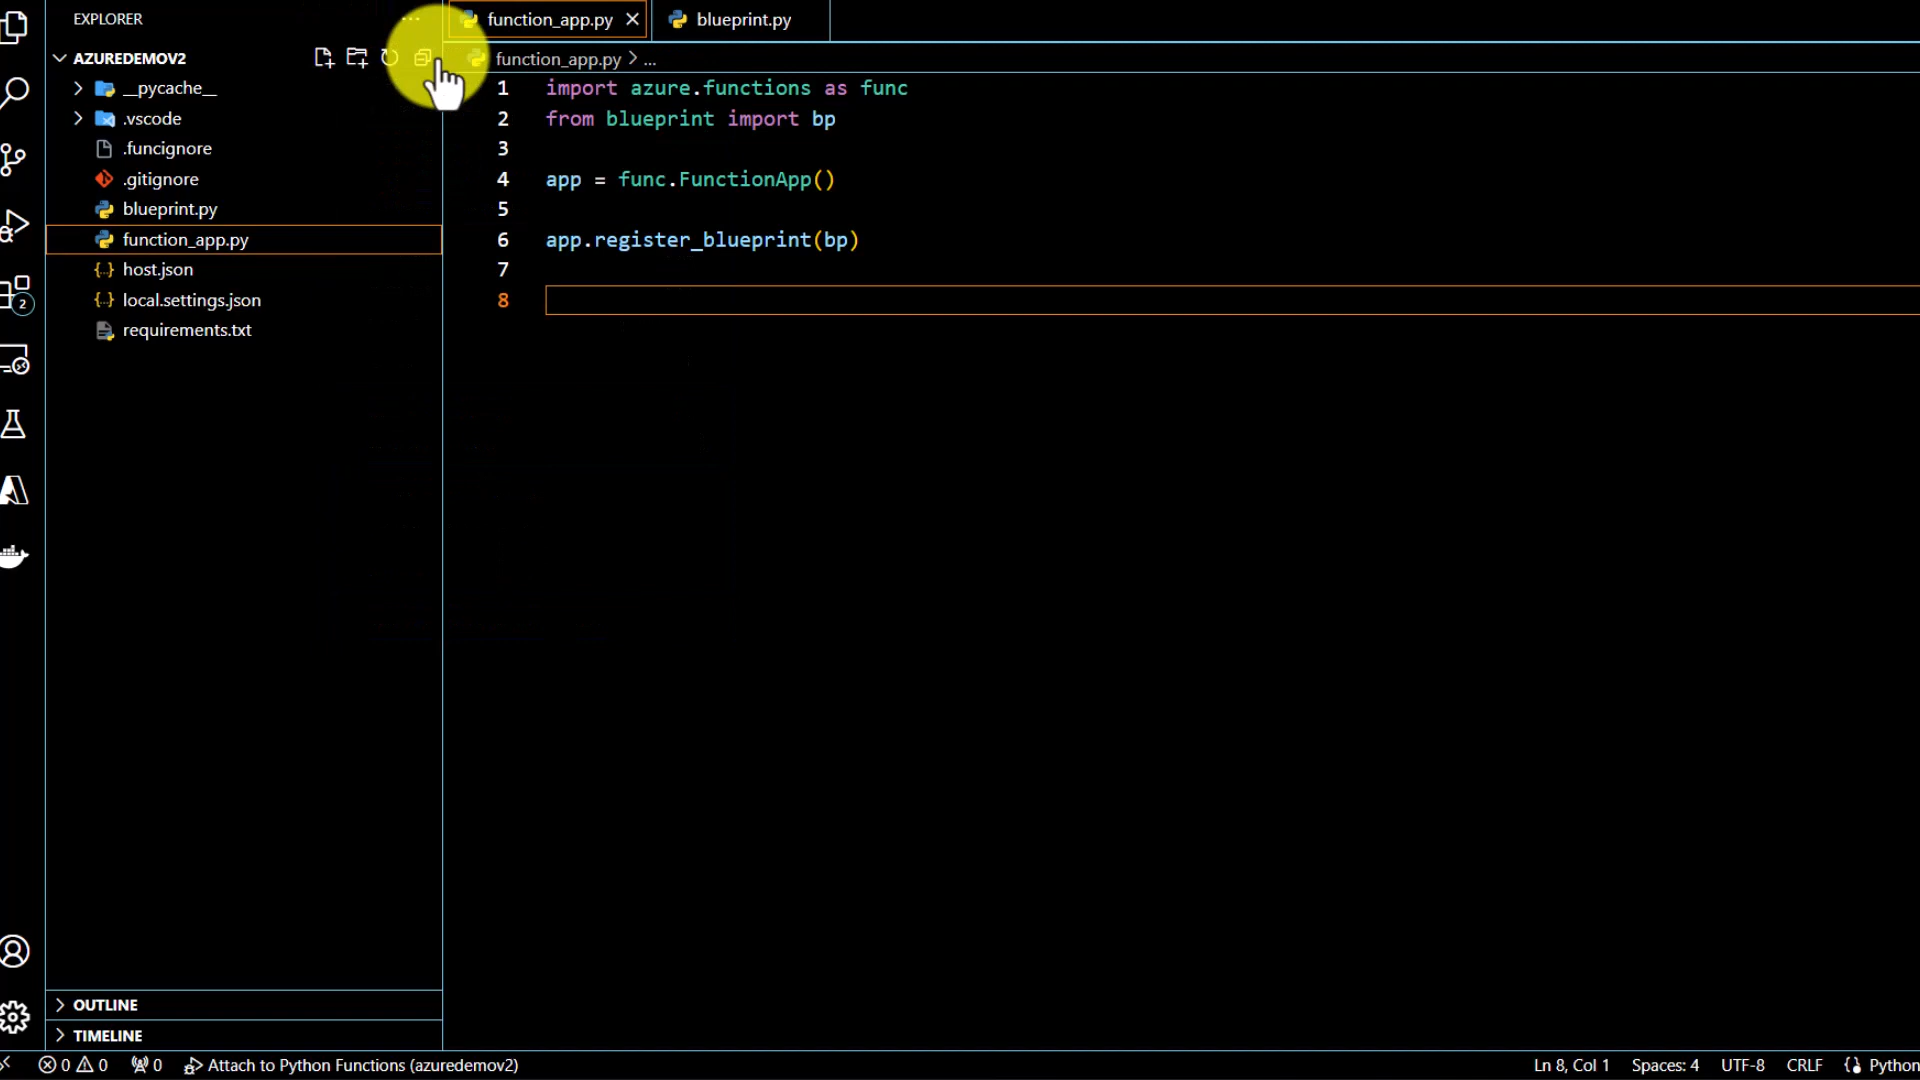 EXPLORER
function_app.py
blueprint.py
AZUREDEMOV2
function_app.py > ...
__pycache__
.vscode
.funcignore
.gitignore
blueprint.py
function_app.py
host.json
local.settings.json
requirements.txt
1 import azure.functions as func
2 from blueprint import bp
3
4 app = func.FunctionApp()
5
6 app.register_blueprint(bp)
7
8
2
OUTLINE
TIMELINE
0 0 0 Attach to Python Functions (azuredemov2) Ln 8, Col 1 Spaces: 4 UTF-8 CRLF Python